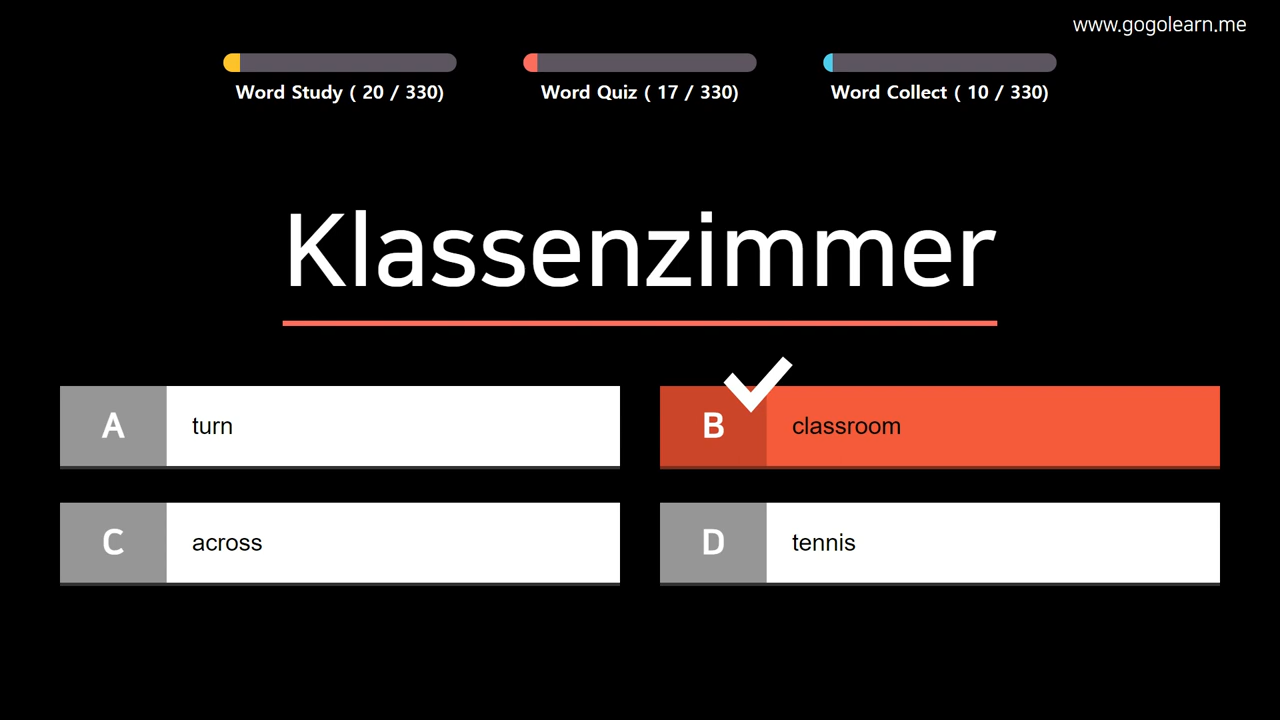 www.gogolearn.me
Word Study ( 20 / 330)
Word Quiz ( 17 / 330)
Word Collect ( 10 / 330)
Klassenzimmer
A turn
B classroom
C across
D tennis